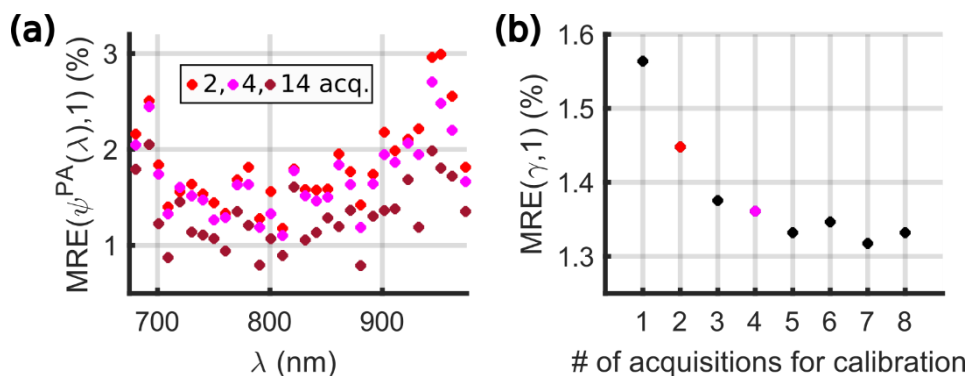 (a)
MRE(ψ^PA(λ),1) (%)
3
2
1
2, 4, 14 acq.
700 800 900
λ (nm)
(b)
MRE(γ,1) (%)
1.6
1.5
1.4
1.3
1 2 3 4 5 6 7 8
# of acquisitions for calibration